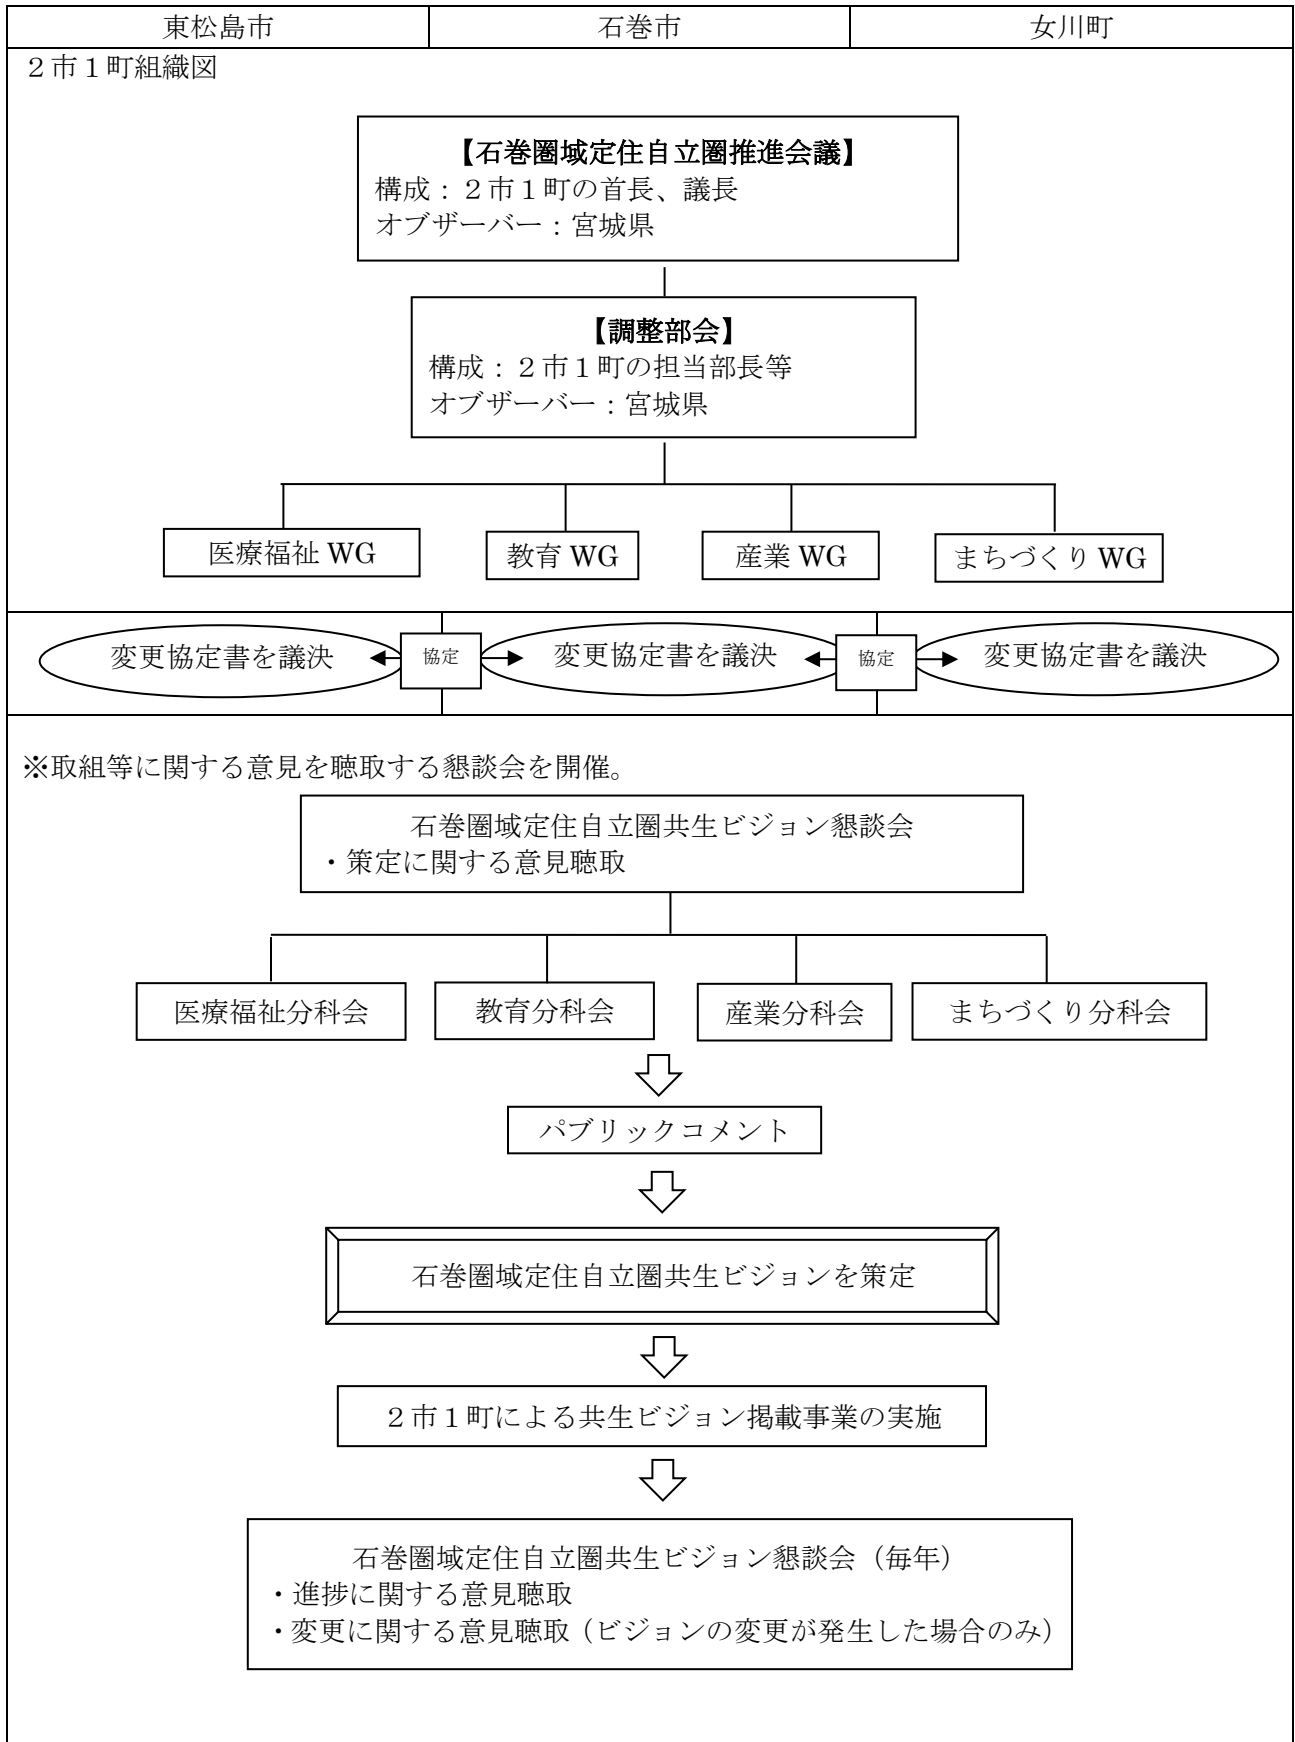 東松島市
石巻市
女川町
２市１町組織図
【石巻圏域定住自立圏推進会議】
構成：２市１町の首長、議長
オブザーバー：宮城県
【調整部会】
構成：２市１町の担当部長等
オブザーバー：宮城県
医療福祉 WG
教育 WG
産業 WG
まちづくり WG
変更協定書を議決
協定
変更協定書を議決
協定
変更協定書を議決
※取組等に関する意見を聴取する懇談会を開催。
石巻圏域定住自立圏共生ビジョン懇談会
・策定に関する意見聴取
医療福祉分科会
教育分科会
産業分科会
まちづくり分科会
パブリックコメント
石巻圏域定住自立圏共生ビジョンを策定
２市１町による共生ビジョン掲載事業の実施
石巻圏域定住自立圏共生ビジョン懇談会（毎年）
・進捗に関する意見聴取
・変更に関する意見聴取（ビジョンの変更が発生した場合のみ）